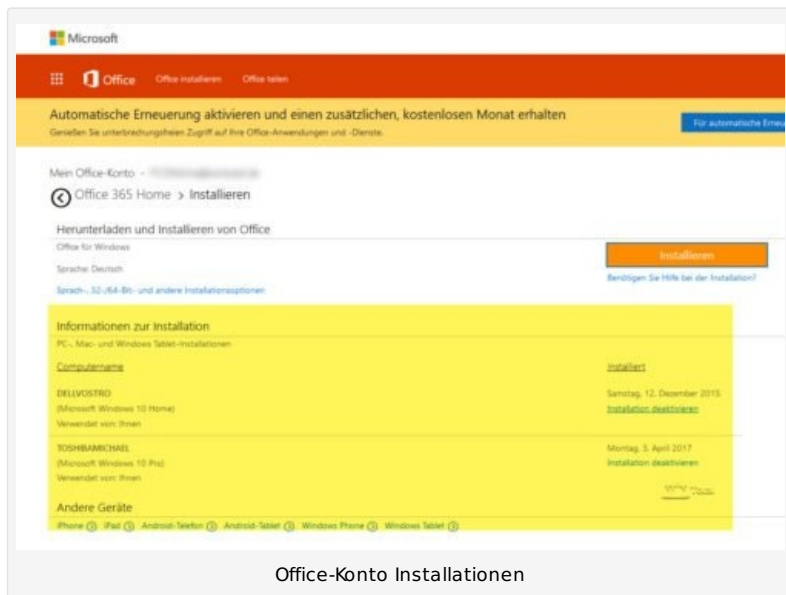 Microsoft
Office Office installieren Office teilen
Automatische Erneuerung aktivieren und einen zusätzlichen, kostenlosen Monat erhalten
Genießen Sie unterbrechungsfreien Zugriff auf Ihre Office-Anwendungen und -Dienste.
Für automatische Erneu
Mein Office-Konto -
Office 365 Home > Installieren
Herunterladen und Installieren von Office
Office für Windows
Installieren
Sprache: Deutsch
Benötigen Sie Hilfe bei der Installation?
Sprach-, 32-/64-Bit- und andere Installationsoptionen
Informationen zur Installation
PC-, Mac- und Windows Tablet-Installationen
Computername Installiert
DELLVOSTRO Samstag, 12. Dezember 2015
(Microsoft Windows 10 Home) Installation deaktivieren
Verwendet von: Ihnen
TOSHIBAMICHAEL Montag, 3. April 2017
(Microsoft Windows 10 Pro) Installation deaktivieren
Verwendet von: Ihnen
Andere Geräte
iPhone iPad Android-Telefon Android-Tablet Windows Phone Windows Tablet
Office-Konto Installationen